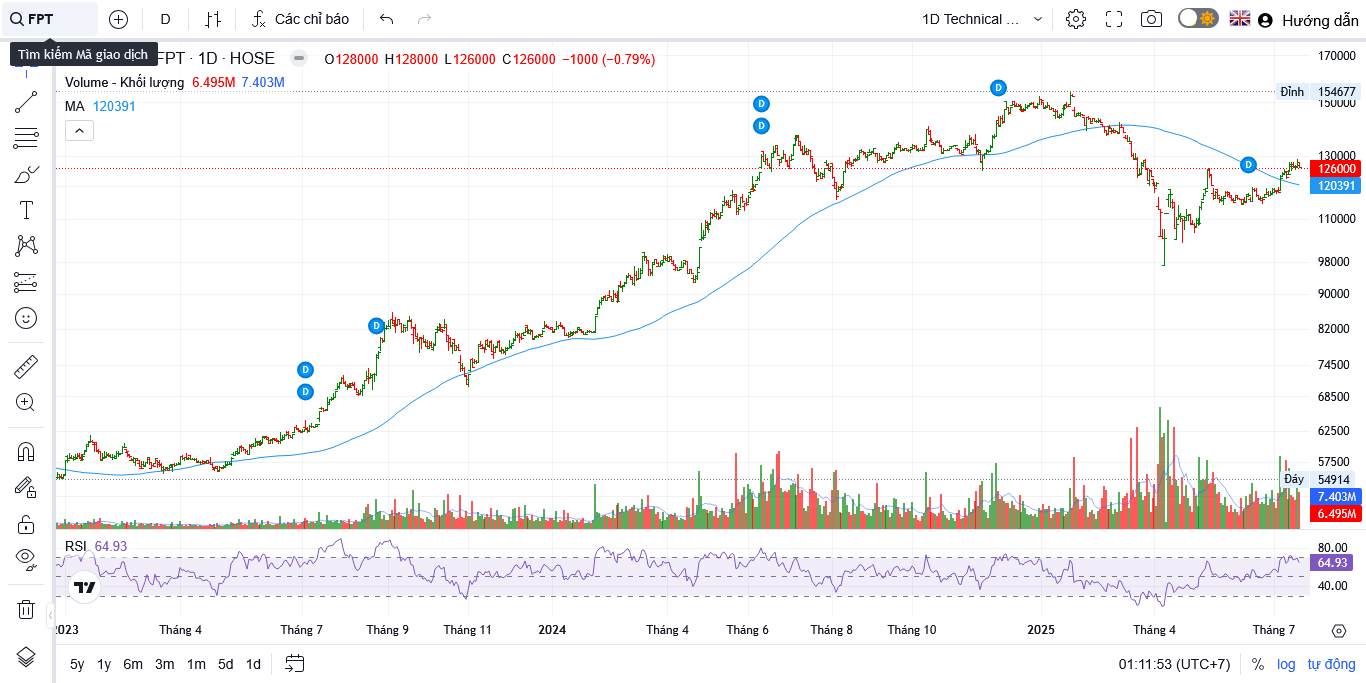 FPT D Các chỉ báo 1D Technical ... Hướng dẫn
Tìm kiếm Mã giao dịch FPT · 1D · HOSE O128000 H128000 L126000 C126000 −1000 (−0.79%)
Volume - Khối lượng 6.495M 7.403M
MA 120391
170000
Đỉnh 154677
150000
130000
126000
120391
110000
98000
90000
82000
74500
68500
62500
57500
Đáy 54914
7.403M
6.495M
D
D
D
D
D
D
D
RSI 64.93
80.00
64.93
40.00
2023 Tháng 4 Tháng 7 Tháng 9 Tháng 11 2024 Tháng 4 Tháng 6 Tháng 8 Tháng 10 2025 Tháng 4 Tháng 7
5y 1y 6m 3m 1m 5d 1d 01:11:53 (UTC+7) % log tự động